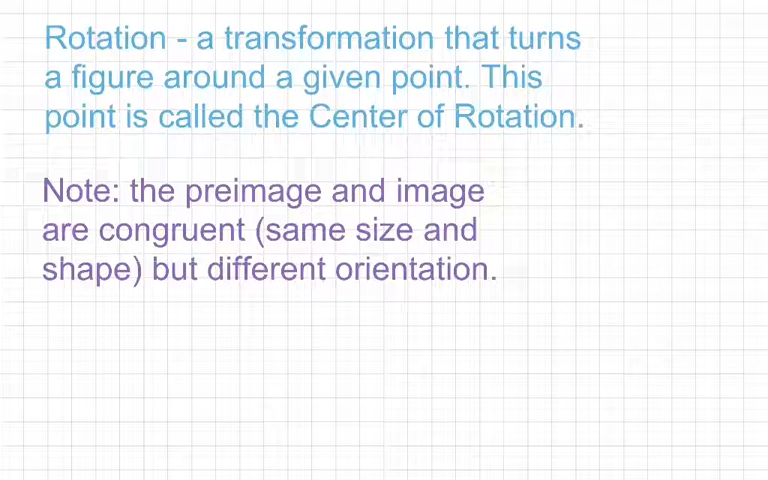 Rotation - a transformation that turns
a figure around a given point. This
point is called the Center of Rotation.
Note: the preimage and image
are congruent (same size and
shape) but different orientation.